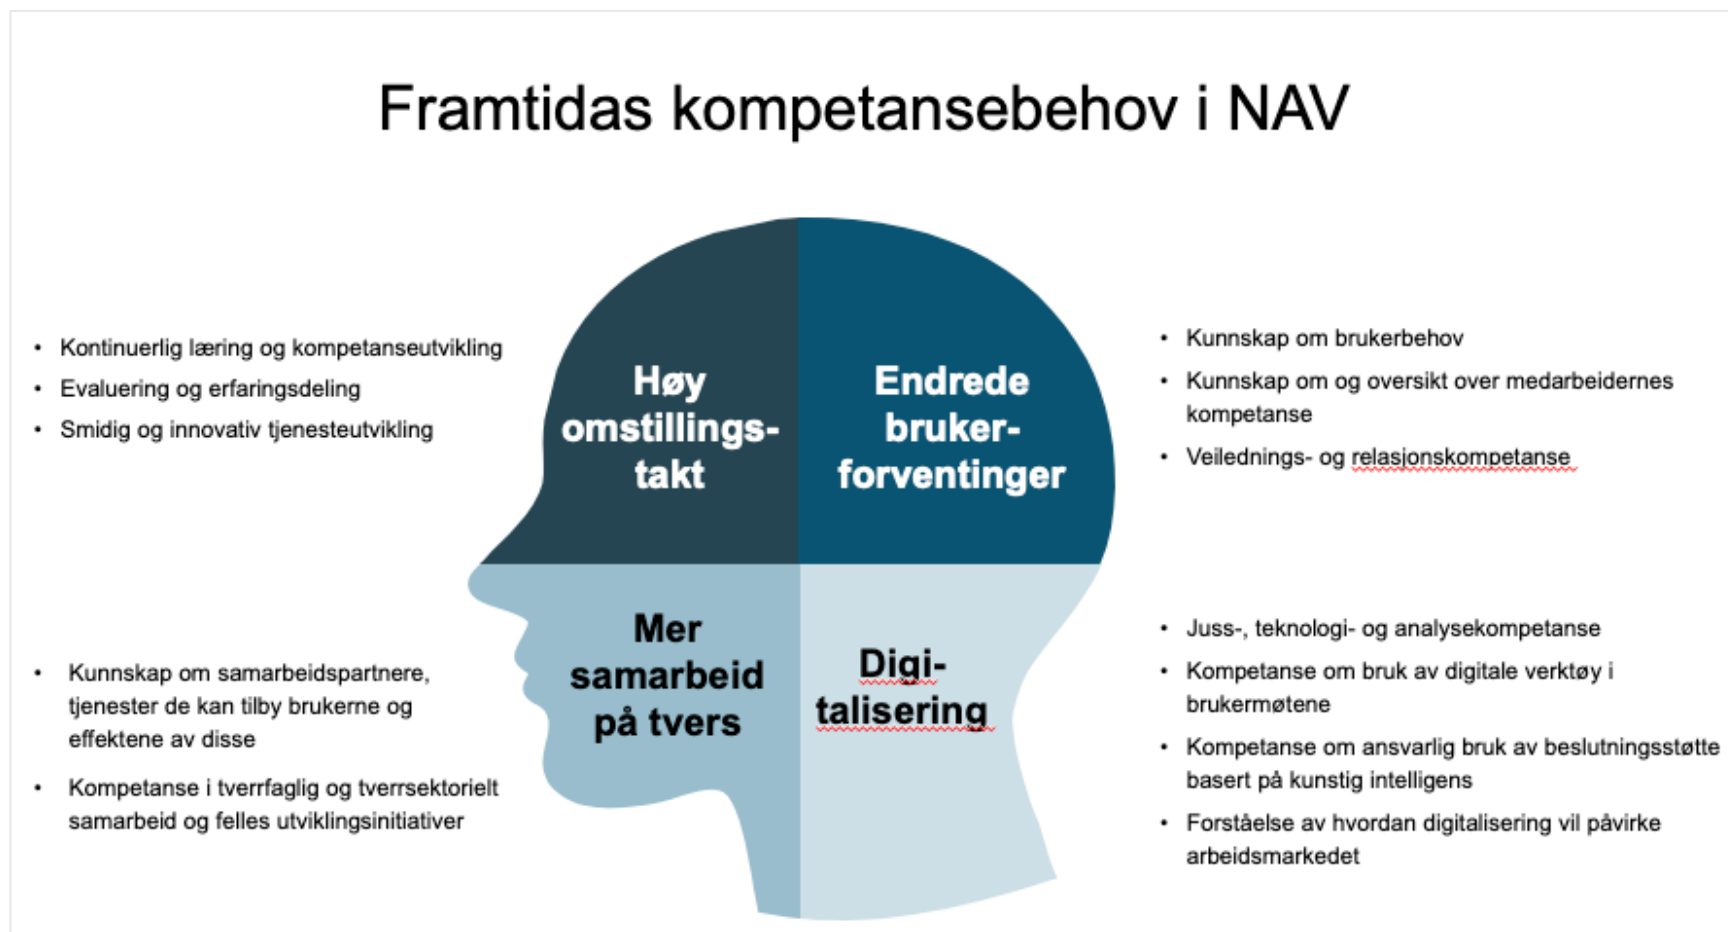 Framtidas kompetansebehov i NAV
• Kontinuerlig læring og kompetanseutvikling
• Evaluering og erfaringsdeling
• Smidig og innovativ tjenesteutvikling
Høy
omstillings-
takt
Endrede
bruker-
forventinger
• Kunnskap om brukerbehov
• Kunnskap om og oversikt over medarbeidernes
kompetanse
• Veilednings- og relasjonskompetanse
• Kunnskap om samarbeidspartnere,
tjenester de kan tilby brukerne og
effektene av disse
• Kompetanse i tverrfaglig og tverrsektorielt
samarbeid og felles utviklingsinitiativer
Mer
samarbeid
på tvers
Digi-
talisering
• Juss-, teknologi- og analysekompetanse
• Kompetanse om bruk av digitale verktøy i
brukermøtene
• Kompetanse om ansvarlig bruk av beslutningsstøtte
basert på kunstig intelligens
• Forståelse av hvordan digitalisering vil påvirke
arbeidsmarkedet